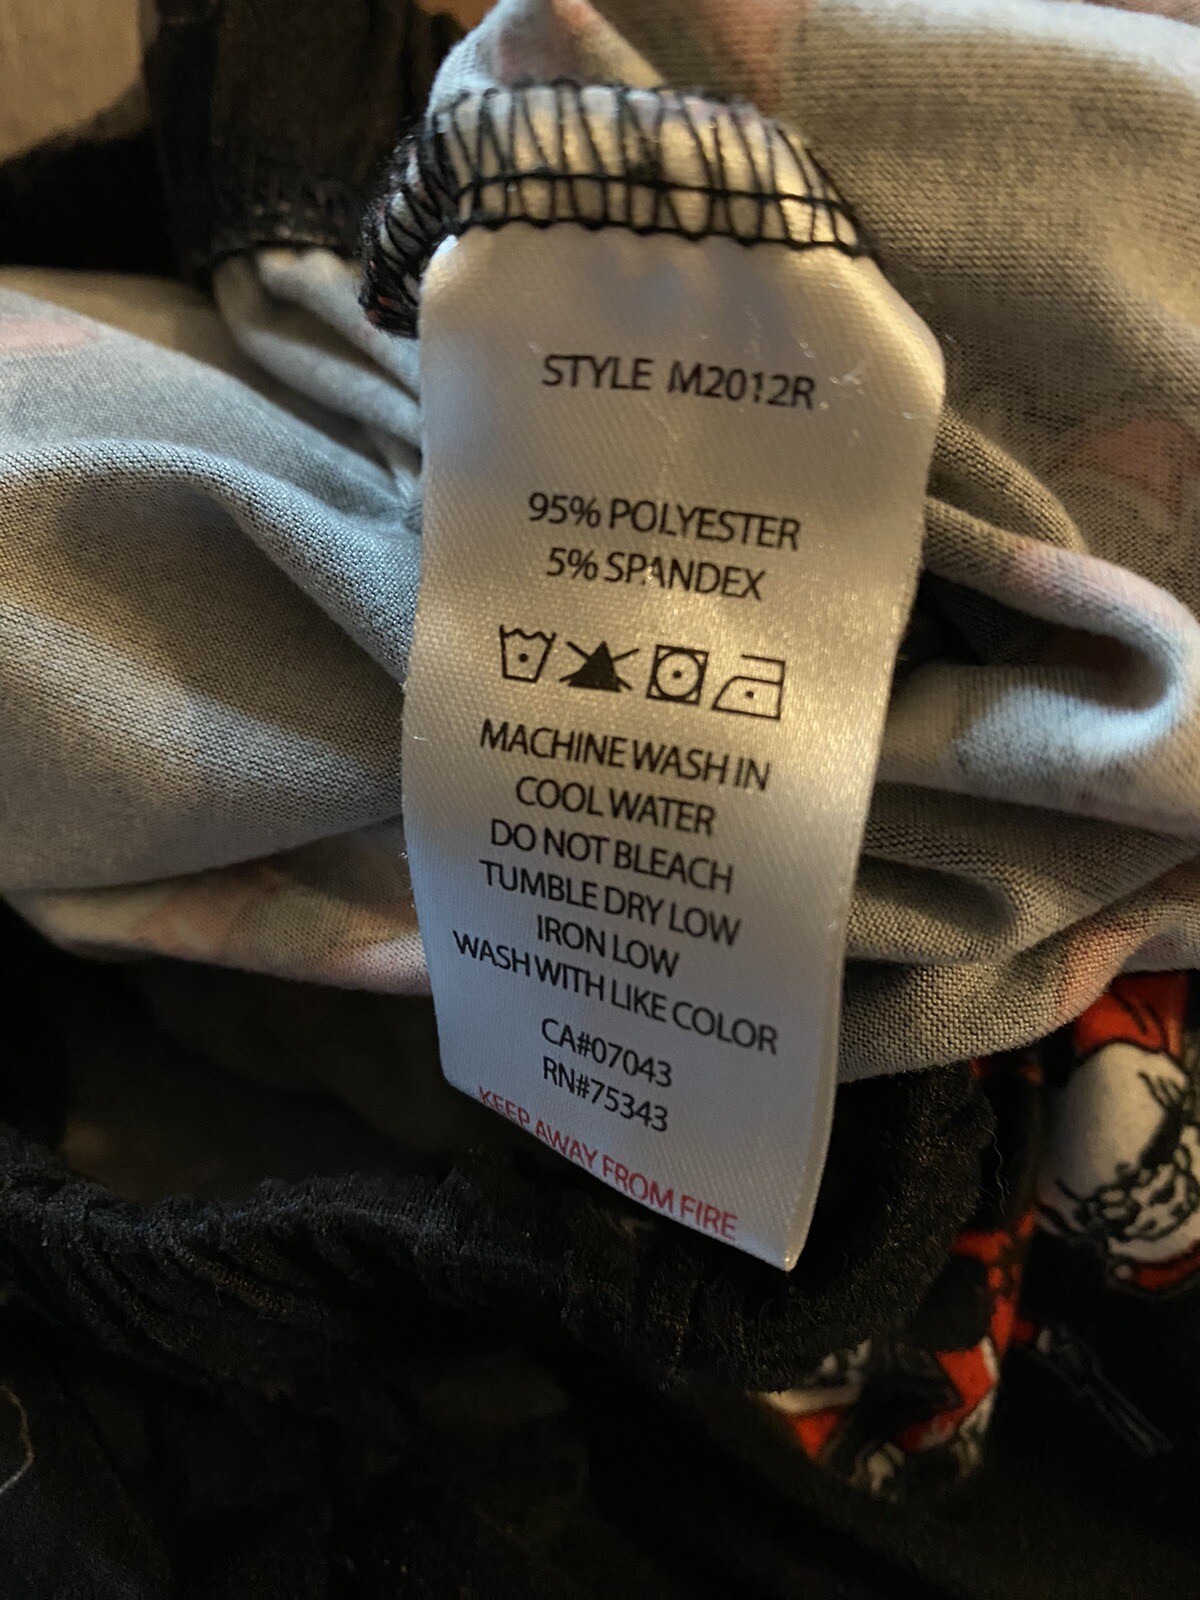 STYLE M2012R
95% POLYESTER
5% SPANDEX
MACHINE WASH IN
COOL WATER
DO NOT BLEACH
TUMBLE DRY LOW
IRON LOW
WASH WITH LIKE COLOR
CA#07043
RN#75343
KEEP AWAY FROM FIRE